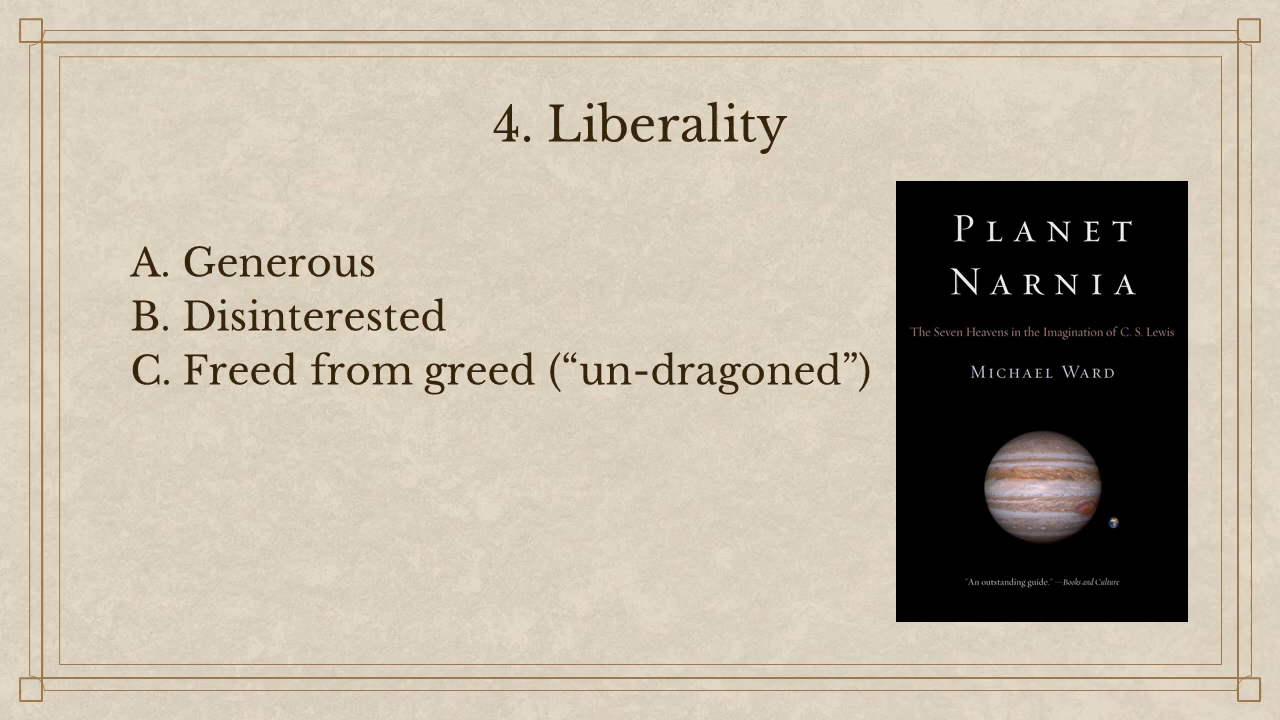 4. Liberality
A. Generous
B. Disinterested
C. Freed from greed (“un-dragoned”)
PLANET
NARNIA
The Seven Heavens in the Imagination of C. S. Lewis
MICHAEL WARD
"An outstanding guide." —Books and Culture